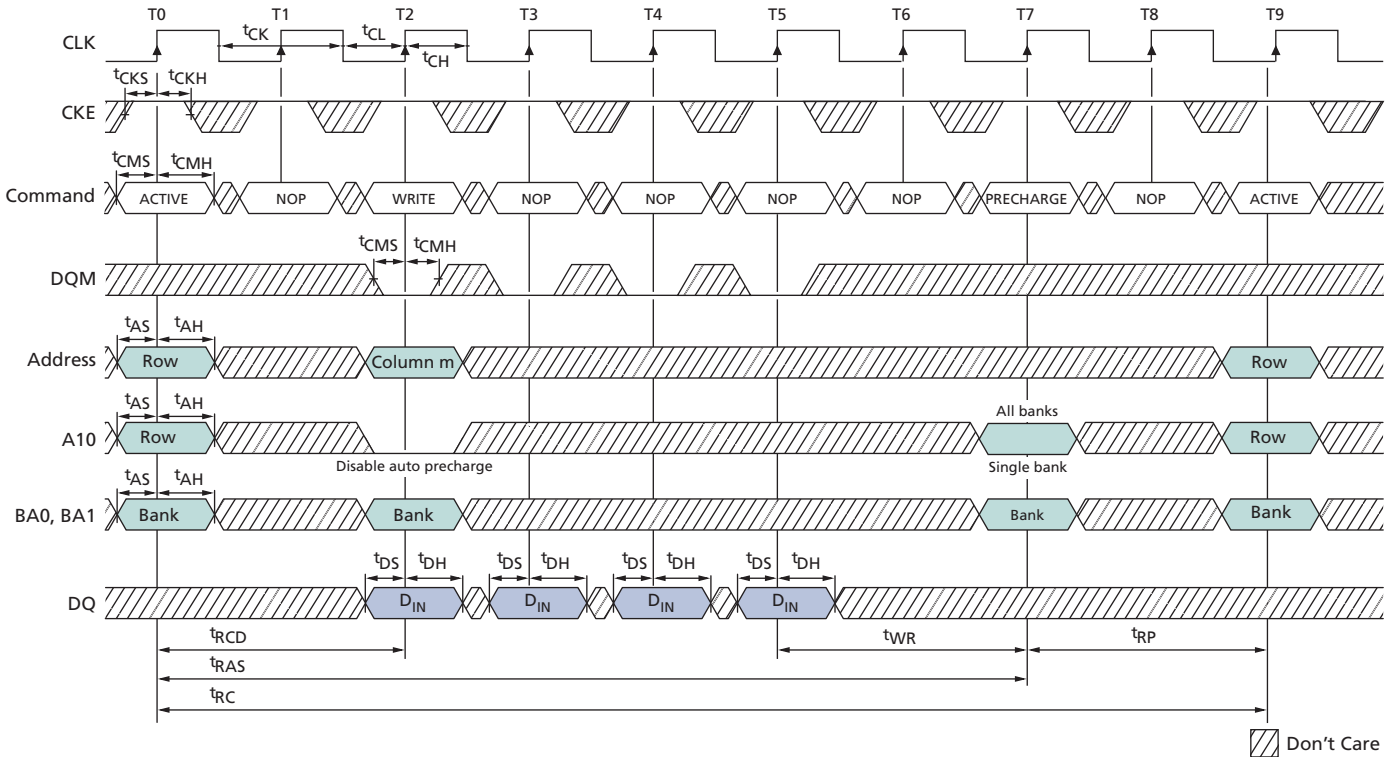 T0 T1 T2 T3 T4 T5 T6 T7 T8 T9
CLK
tCK tCL
tCH
tCKS tCKH
CKE
tCMS tCMH
Command ACTIVE NOP WRITE NOP NOP NOP NOP PRECHARGE NOP ACTIVE
tCMS tCMH
DQM
tAS tAH
Address Row Column m Row
tAS tAH
All banks
A10 Row Row
Disable auto precharge Single bank
tAS tAH
BA0, BA1 Bank Bank Bank Bank
tDS tDH tDS tDH tDS tDH tDS tDH
DQ DIN DIN DIN DIN
tRCD tWR tRP
tRAS
tRC
Don't Care